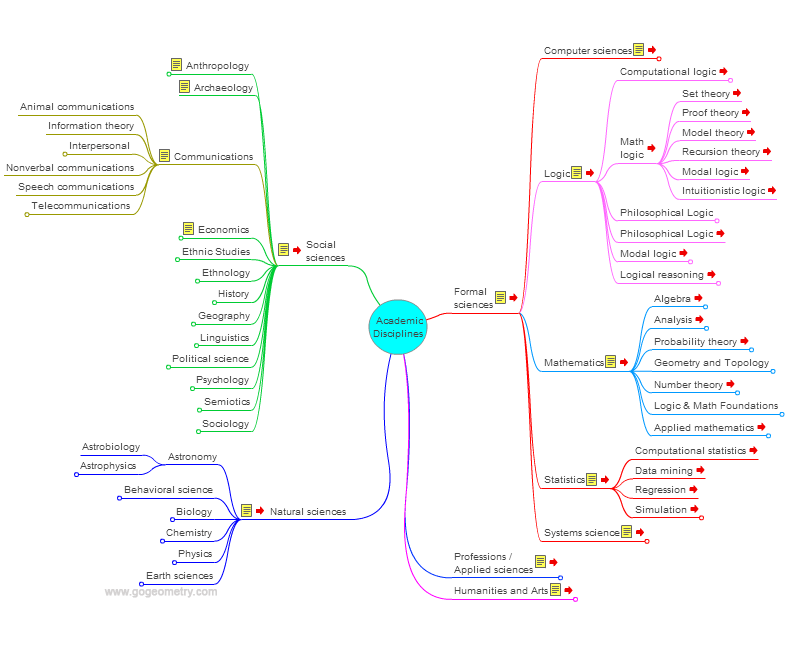 Academic
Disciplines
Social
sciences
Anthropology
Archaeology
Communications
Animal communications
Information theory
Interpersonal
Nonverbal communications
Speech communications
Telecommunications
Economics
Ethnic Studies
Ethnology
History
Geography
Linguistics
Political science
Psychology
Semiotics
Sociology
Natural sciences
Astronomy
Astrobiology
Astrophysics
Behavioral science
Biology
Chemistry
Physics
Earth sciences
www.gogeometry.com
Formal
sciences
Computer sciences
Logic
Computational logic
Math
logic
Set theory
Proof theory
Model theory
Recursion theory
Modal logic
Intuitionistic logic
Philosophical Logic
Philosophical Logic
Modal logic
Logical reasoning
Mathematics
Algebra
Analysis
Probability theory
Geometry and Topology
Number theory
Logic & Math Foundations
Applied mathematics
Statistics
Computational statistics
Data mining
Regression
Simulation
Systems science
Professions /
Applied sciences
Humanities and Arts